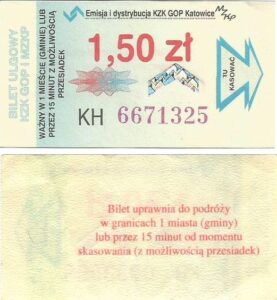 Emisja i dystrybucja KZK GOP Katowice
MZKP
BILET ULGOWY
KZK GOP I MZKP
WAŻNY W 1 MIEŚCIE (GMINIE) LUB
PRZEZ 15 MINUT Z MOŻLIWOŚCIĄ
PRZESIADEK
1,50 zł
KH 6671325
TU
KASOWAĆ
Bilet uprawnia do podróży
w granicach 1 miasta (gminy)
lub przez 15 minut od momentu
skasowania (z możliwością przesiadek)